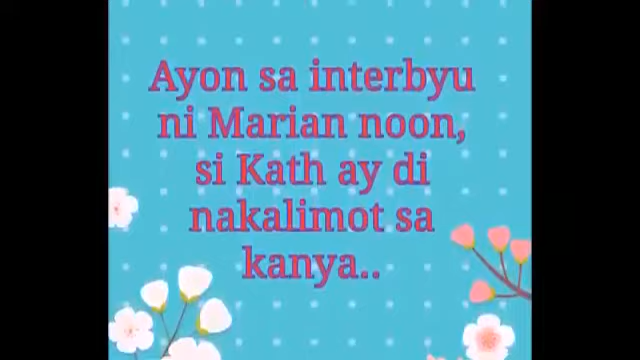 Ayon sa interbyu
ni Marian noon,
si Kath ay di
nakalimot sa
kanya..